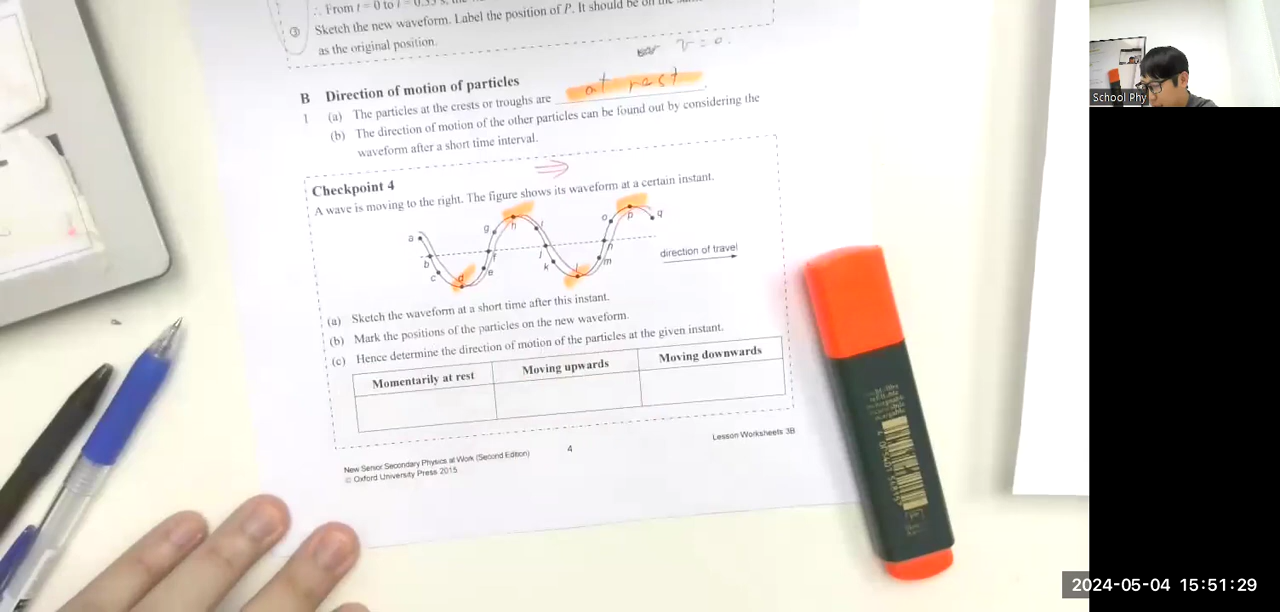 ∴ From t = 0 to t = 0.35 s, the
③ Sketch the new waveform. Label the position of P. It should be on the
as the original position.
v = 0.
B Direction of motion of particles
1 (a) The particles at the crests or troughs are at rest.
(b) The direction of motion of the other particles can be found out by considering the
waveform after a short time interval.
Checkpoint 4
A wave is moving to the right. The figure shows its waveform at a certain instant.
a b c d e f g h i j k l m n o p q
direction of travel
(a) Sketch the waveform at a short time after this instant.
(b) Mark the positions of the particles on the new waveform.
(c) Hence determine the direction of motion of the particles at the given instant.
Momentarily at rest Moving upwards Moving downwards
New Senior Secondary Physics at Work (Second Edition)
© Oxford University Press 2015
4
Lesson Worksheets 3B
School Phy
2024-05-04 15:51:29